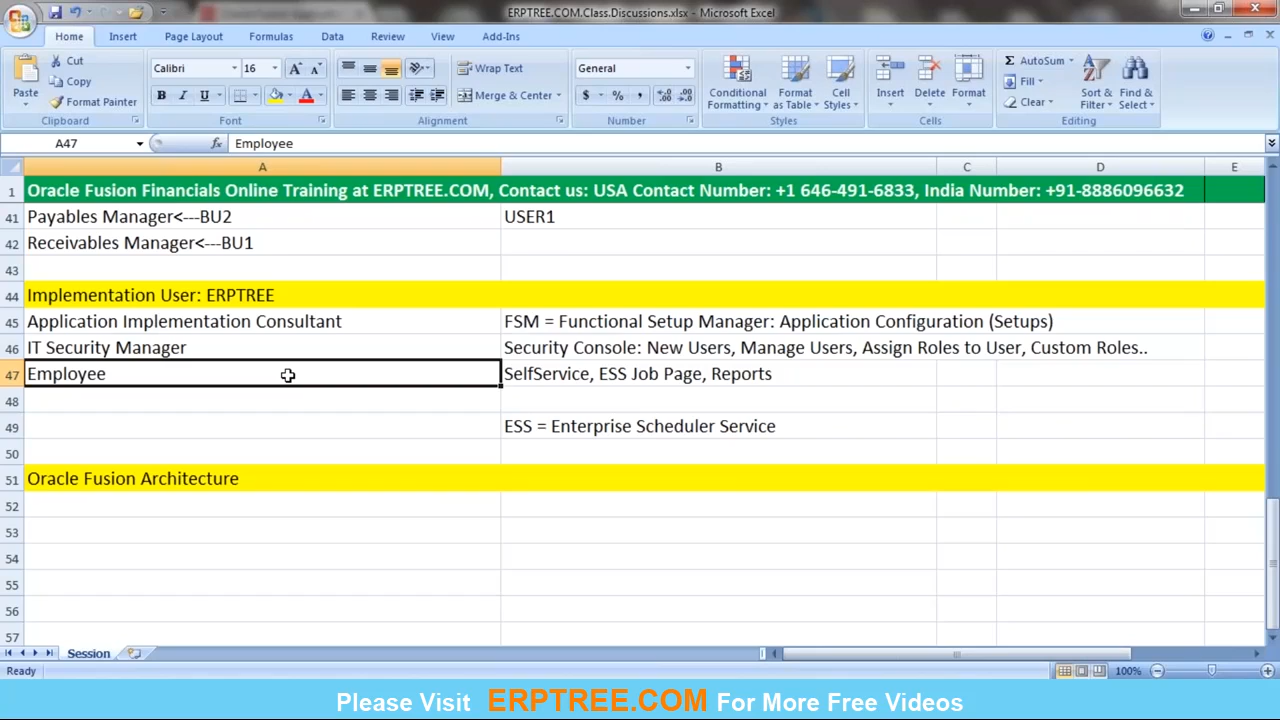 ERPTREE.COM.Class.Discussions.xlsx - Microsoft Excel
Home Insert Page Layout Formulas Data Review View Add-Ins
Paste
Cut
Copy
Format Painter
Clipboard
Calibri 16
B I U A
Font
Wrap Text
Merge & Center
Alignment
General
$ % ,
Number
Conditional Formatting
Format as Table
Cell Styles
Styles
Insert Delete Format
Cells
Σ AutoSum
Fill
Clear
Sort & Filter
Find & Select
Editing
A47 fx Employee
A B C D E
1 Oracle Fusion Financials Online Training at ERPTREE.COM, Contact us: USA Contact Number: +1 646-491-6833, India Number: +91-8886096632
41 Payables Manager<---BU2 USER1
42 Receivables Manager<---BU1
43
44 Implementation User: ERPTREE
45 Application Implementation Consultant FSM = Functional Setup Manager: Application Configuration (Setups)
46 IT Security Manager Security Console: New Users, Manage Users, Assign Roles to User, Custom Roles..
47 Employee SelfService, ESS Job Page, Reports
48
49 ESS = Enterprise Scheduler Service
50
51 Oracle Fusion Architecture
52
53
54
55
56
57
Session
Ready 100%
Please Visit ERPTREE.COM For More Free Videos